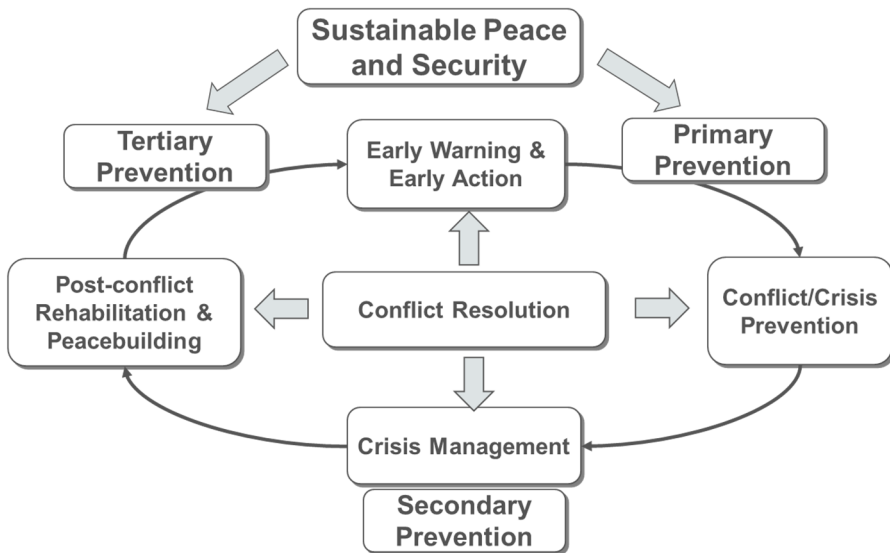 Sustainable Peace
and Security
Tertiary
Prevention
Early Warning &
Early Action
Primary
Prevention
Post-conflict
Rehabilitation &
Peacebuilding
Conflict Resolution
Conflict/Crisis
Prevention
Crisis Management
Secondary
Prevention